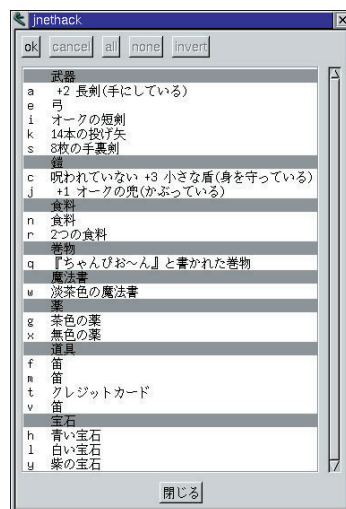 jnethack
ok cancel all none invert
武器
a +2 長剣(手にしている)
e 弓
i オークの短剣
k 14本の投げ矢
s 8枚の手裏剣
鎧
c 呪われていない +3 小さな盾(身を守っている)
j +1 オークの兜(かぶっている)
食料
n 食料
r 2つの食料
巻物
q 『ちゃんぴお〜ん』と書かれた巻物
魔法書
w 淡茶色の魔法書
薬
g 茶色の薬
x 無色の薬
道具
f 笛
m 笛
t クレジットカード
v 笛
宝石
h 青い宝石
l 白い宝石
y 紫の宝石
閉じる